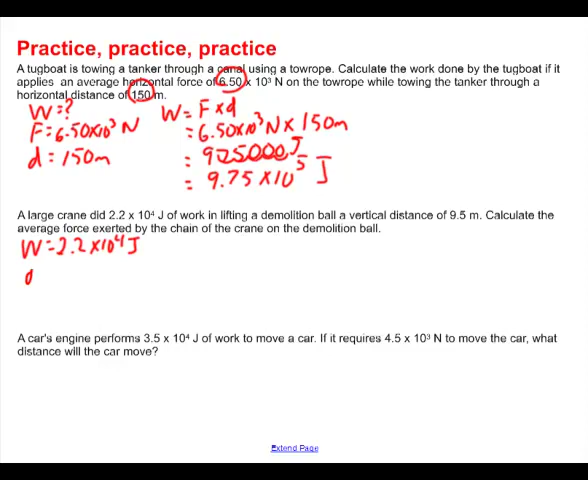 Practice, practice, practice
A tugboat is towing a tanker through a canal using a towrope. Calculate the work done by the tugboat if it
applies an average horizontal force of 6.50 x 10³ N on the towrope while towing the tanker through a
horizontal distance of 150 m.
W = ?
F = 6.50x10³ N
d = 150m
W = F x d
= 6.50x10³ N x 150m
= 925000J
= 9.75 x 10⁵ J
A large crane did 2.2 x 10⁴ J of work in lifting a demolition ball a vertical distance of 9.5 m. Calculate the
average force exerted by the chain of the crane on the demolition ball.
W = 2.2 x 10⁴ J
d
A car's engine performs 3.5 x 10⁴ J of work to move a car. If it requires 4.5 x 10³ N to move the car, what
distance will the car move?
Extend Page